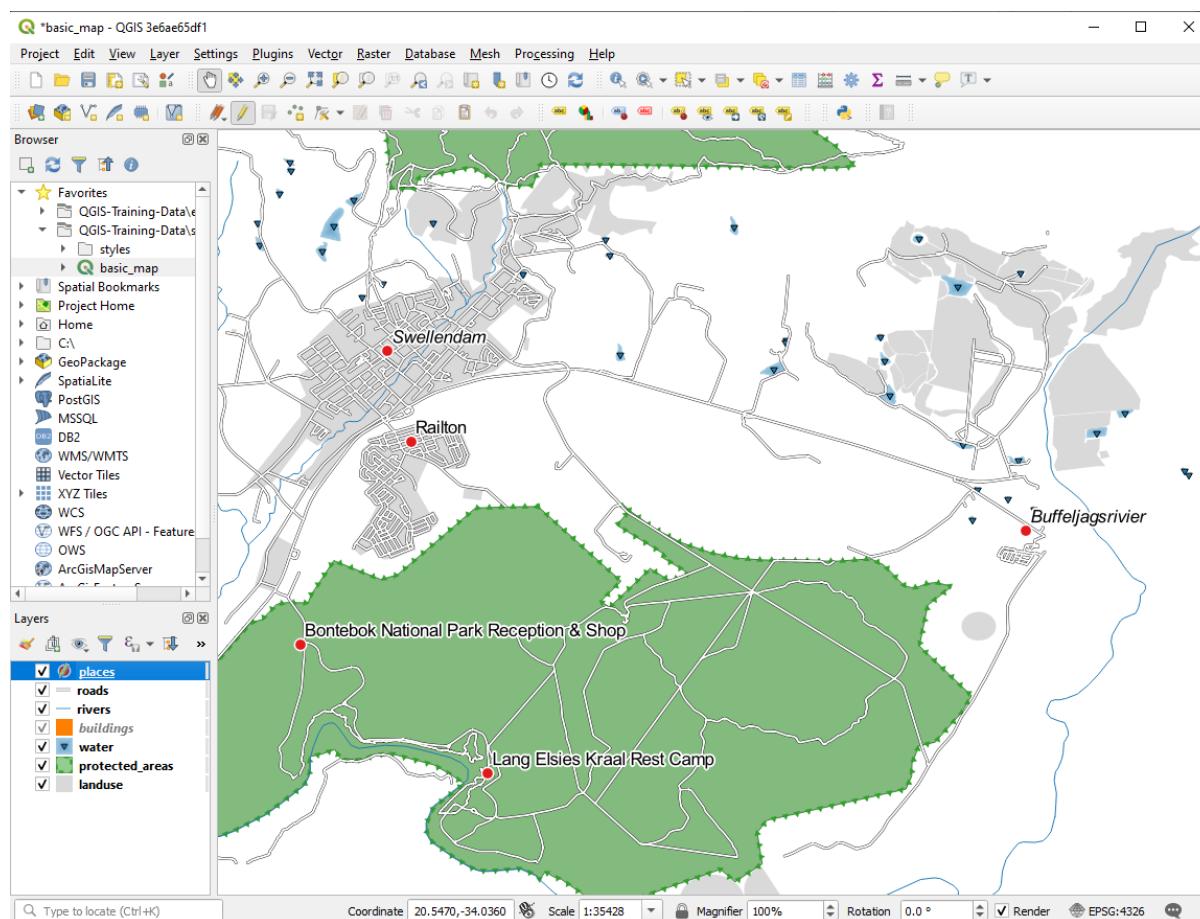 *basic_map - QGIS 3e6ae65df1
Project Edit View Layer Settings Plugins Vector Raster Database Mesh Processing Help
Browser
Favorites
QGIS-Training-Data\e
QGIS-Training-Data\s
styles
basic_map
Spatial Bookmarks
Project Home
Home
C:\
GeoPackage
SpatiaLite
PostGIS
MSSQL
DB2
WMS/WMTS
Vector Tiles
XYZ Tiles
WCS
WFS / OGC API - Feature
OWS
ArcGisMapServer
Layers
places
roads
rivers
buildings
water
protected_areas
landuse
Swellendam
Railton
Buffeljagsrivier
Bontebok National Park Reception & Shop
Lang Elsies Kraal Rest Camp
Type to locate (Ctrl+K) Coordinate 20.5470,-34.0360 Scale 1:35428 Magnifier 100% Rotation 0.0 ° Render EPSG:4326